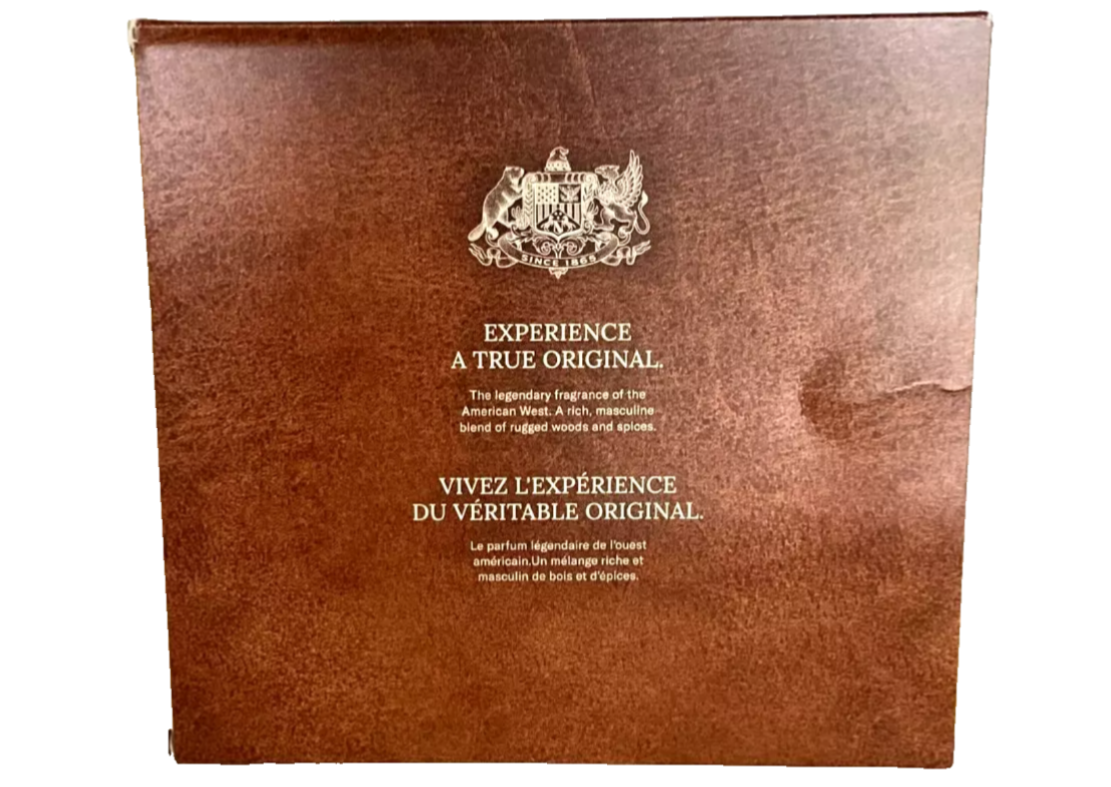 SINCE 1865
EXPERIENCE
A TRUE ORIGINAL.
The legendary fragrance of the
American West. A rich, masculine
blend of rugged woods and spices.
VIVEZ L'EXPÉRIENCE
DU VÉRITABLE ORIGINAL.
Le parfum légendaire de l'ouest
américain.Un mélange riche et
masculin de bois et d'épices.